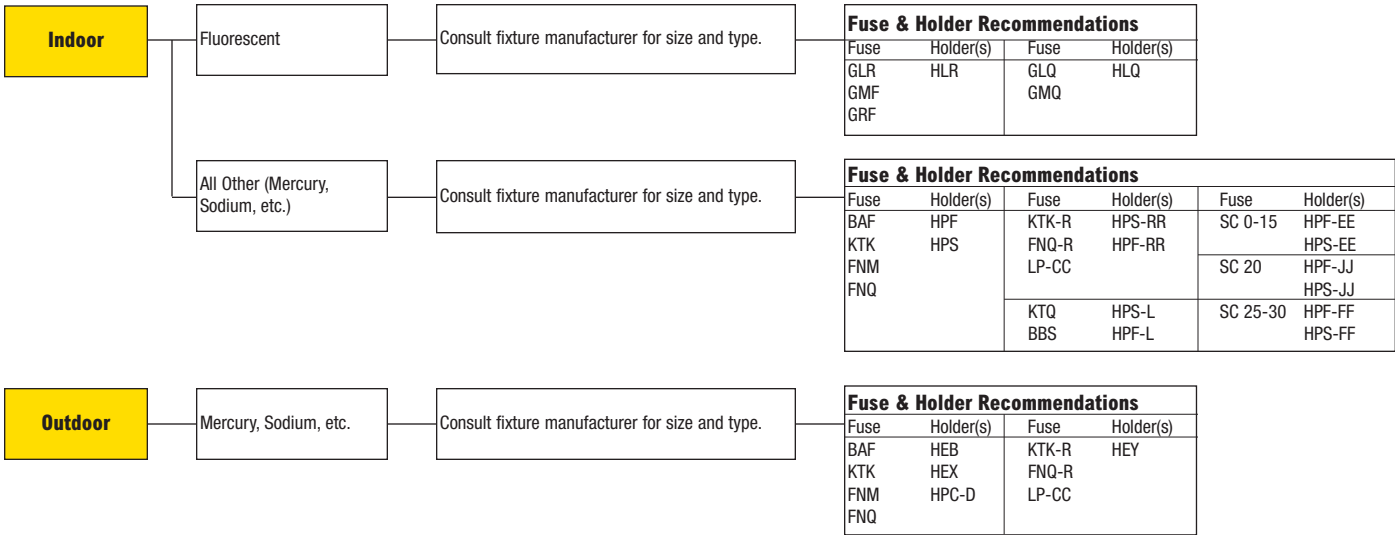 Indoor
Fluorescent
Consult fixture manufacturer for size and type.
Fuse & Holder Recommendations
Fuse Holder(s) Fuse Holder(s)
GLR HLR GLQ HLQ
GMF GMQ
GRF
All Other (Mercury,
Sodium, etc.)
Consult fixture manufacturer for size and type.
Fuse & Holder Recommendations
Fuse Holder(s) Fuse Holder(s) Fuse Holder(s)
BAF HPF KTK-R HPS-RR SC 0-15 HPF-EE
KTK HPS FNQ-R HPF-RR HPS-EE
FNM LP-CC SC 20 HPF-JJ
FNQ HPS-JJ
KTQ HPS-L SC 25-30 HPF-FF
BBS HPF-L HPS-FF
Outdoor
Mercury, Sodium, etc.
Consult fixture manufacturer for size and type.
Fuse & Holder Recommendations
Fuse Holder(s) Fuse Holder(s)
BAF HEB KTK-R HEY
KTK HEX FNQ-R
FNM HPC-D LP-CC
FNQ